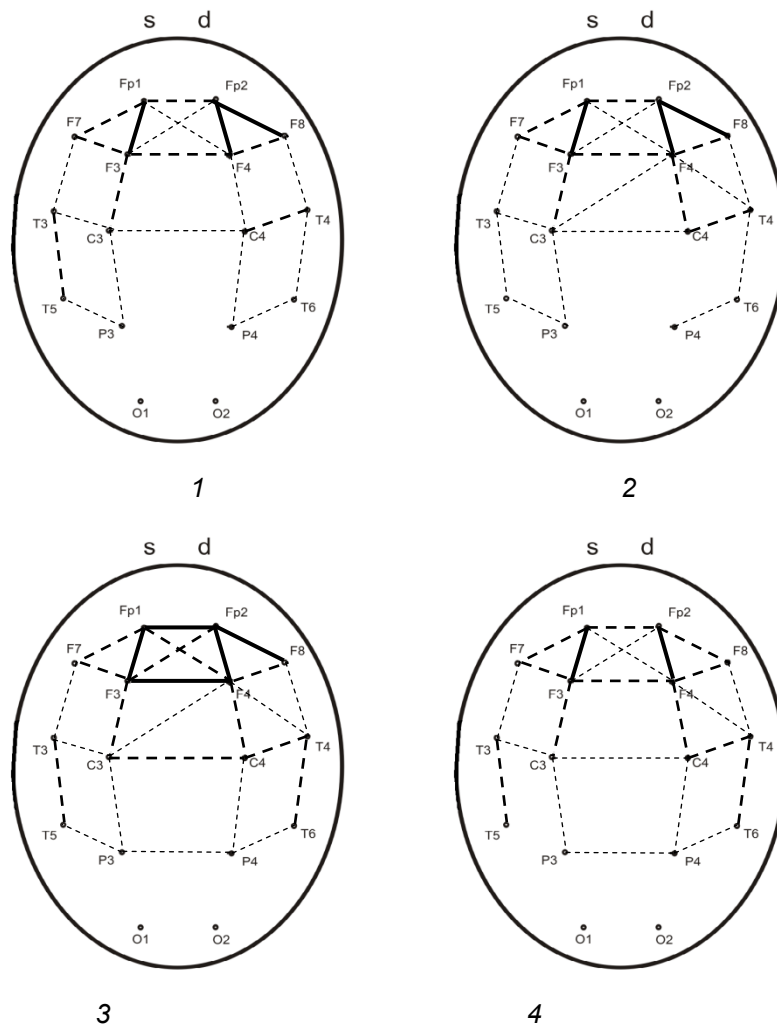 s d
Fp1 Fp2
F7 F8
F3 F4
T3 C3 C4 T4
T5 T6
P3 P4
O1 O2
1
s d
Fp1 Fp2
F7 F8
F3 F4
T3 C3 C4 T4
T5 T6
P3 P4
O1 O2
2
s d
Fp1 Fp2
F7 F8
F3 F4
T3 C3 C4 T4
T5 T6
P3 P4
O1 O2
3
s d
Fp1 Fp2
F7 F8
F3 F4
T3 C3 C4 T4
T5 T6
P3 P4
O1 O2
4